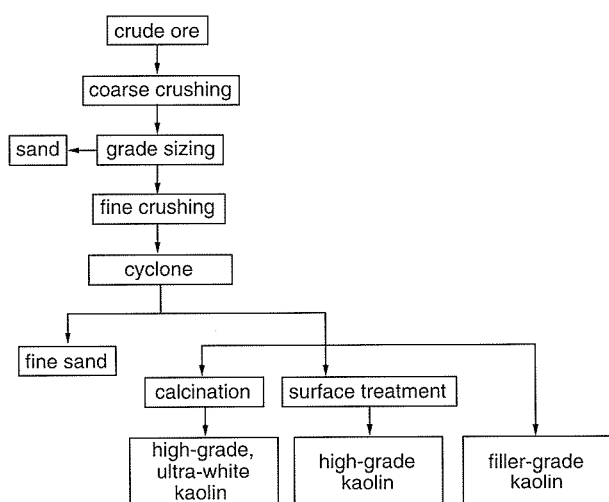 crude ore
coarse crushing
sand
grade sizing
fine crushing
cyclone
fine sand
calcination
surface treatment
high-grade,
ultra-white
kaolin
high-grade
kaolin
filler-grade
kaolin